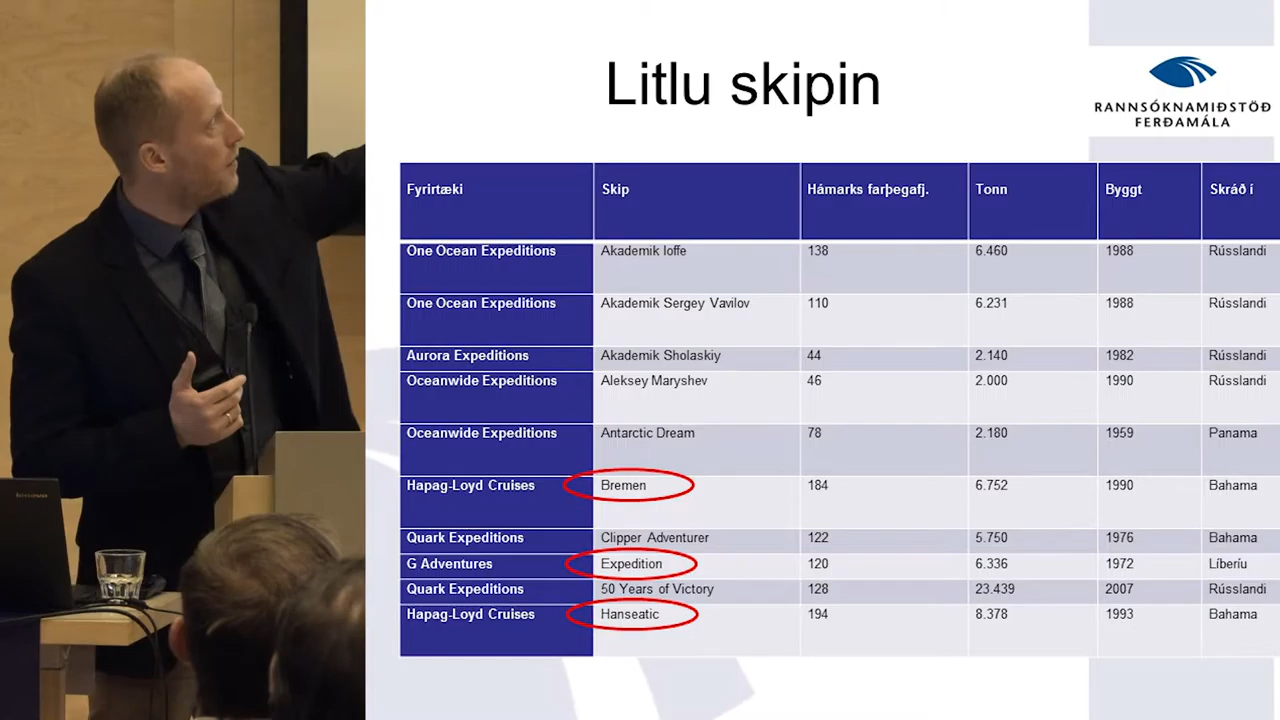 Litlu skipin
RANNSÓKNAMIÐSTÖÐ
FERÐAMÁLA
Fyrirtæki Skip Hámarks farþegafj. Tonn Byggt Skráð í
One Ocean Expeditions Akademik Ioffe 138 6.460 1988 Rússlandi
One Ocean Expeditions Akademik Sergey Vavilov 110 6.231 1988 Rússlandi
Aurora Expeditions Akademik Sholaskiy 44 2.140 1982 Rússlandi
Oceanwide Expeditions Aleksey Maryshev 46 2.000 1990 Rússlandi
Oceanwide Expeditions Antarctic Dream 78 2.180 1959 Panama
Hapag-Loyd Cruises Bremen 184 6.752 1990 Bahama
Quark Expeditions Clipper Adventurer 122 5.750 1976 Bahama
G Adventures Expedition 120 6.336 1972 Líberíu
Quark Expeditions 50 Years of Victory 128 23.439 2007 Rússlandi
Hapag-Loyd Cruises Hanseatic 194 8.378 1993 Bahama